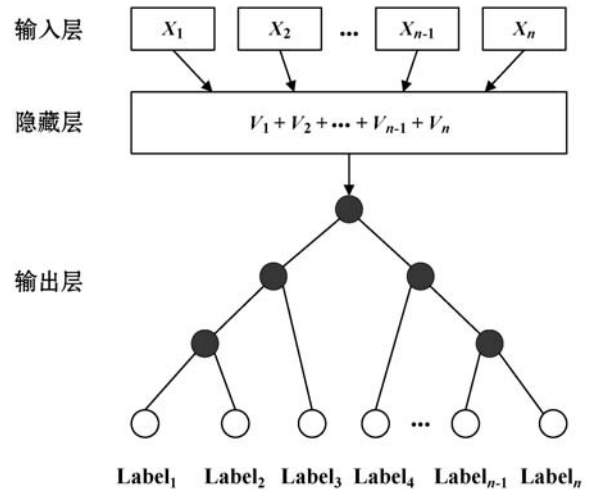 输入层 X1 X2 ... Xn-1 Xn
隐藏层 V1 + V2 + ... + Vn-1 + Vn
输出层
...
Label1 Label2 Label3 Label4 Labeln-1 Labeln